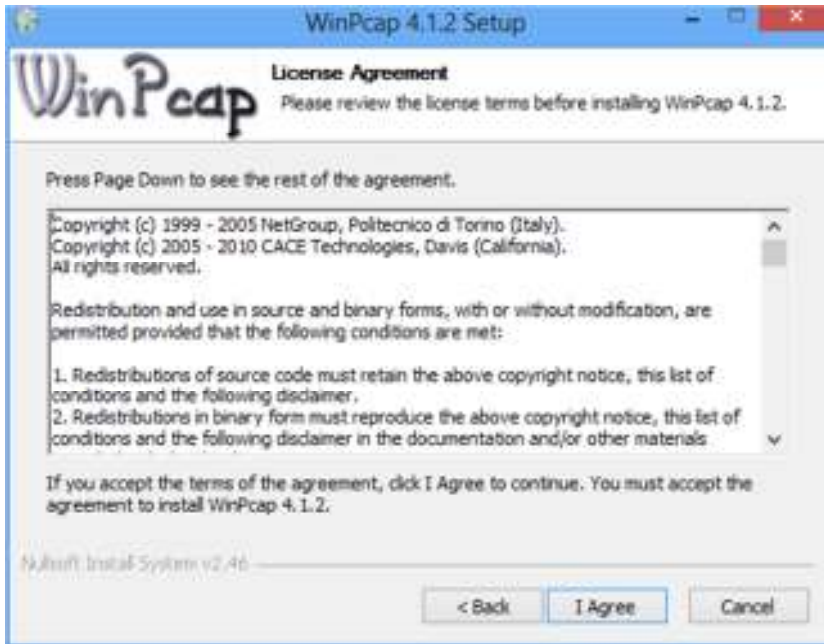 WinPcap 4.1.2 Setup
WinPcap
License Agreement
Please review the license terms before installing WinPcap 4.1.2.
Press Page Down to see the rest of the agreement.
Copyright (c) 1999 - 2005 NetGroup, Politecnico di Torino (Italy).
Copyright (c) 2005 - 2010 CACE Technologies, Davis (California).
All rights reserved.
Redistribution and use in source and binary forms, with or without modification, are
permitted provided that the following conditions are met:
1. Redistributions of source code must retain the above copyright notice, this list of
conditions and the following disclaimer.
2. Redistributions in binary form must reproduce the above copyright notice, this list of
conditions and the following disclaimer in the documentation and/or other materials
If you accept the terms of the agreement, click I Agree to continue. You must accept the
agreement to install WinPcap 4.1.2.
Nullsoft Install System v2.46
< Back
I Agree
Cancel